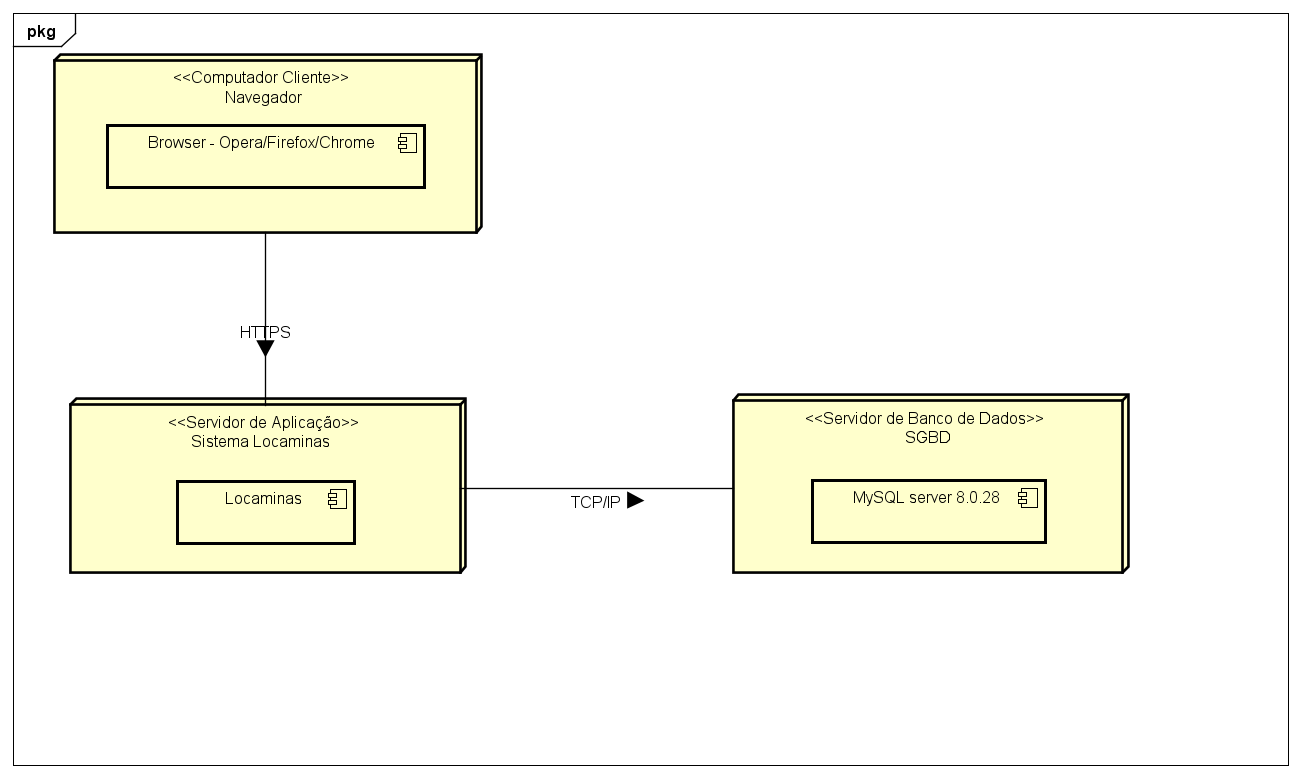 pkg
<<Computador Cliente>>
Navegador
Browser - Opera/Firefox/Chrome
HTTPS
<<Servidor de Aplicação>>
Sistema Locaminas
Locaminas
TCP/IP
<<Servidor de Banco de Dados>>
SGBD
MySQL server 8.0.28